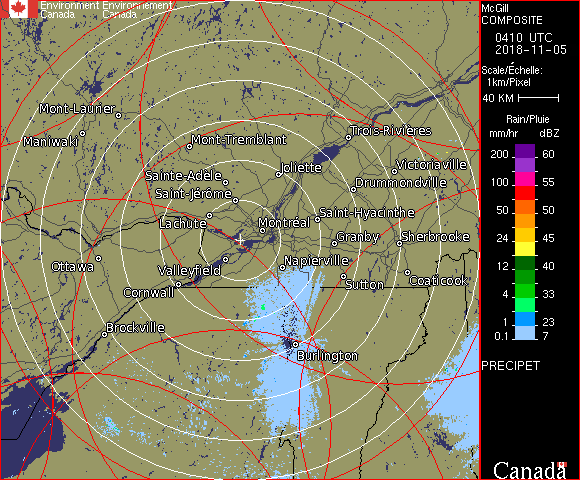 Environment Environnement
Canada Canada
McGill
COMPOSITE
0410 UTC
2018-11-05
Scale/Échelle:
1km/Pixel
40 KM
Rain/Pluie
mm/hr dBZ
200 60
100 55
50 50
24 45
12 40
4 33
1 23
0.1 7
PRECIPET
Canada
Mont-Laurier
Maniwaki
Mont-Tremblant
Trois-Rivières
Sainte-Adèle
Joliette
Victoriaville
Saint-Jérôme
Drummondville
Lachute
Montréal
Saint-Hyacinthe
Granby
Sherbrooke
Ottawa
Valleyfield
Napierville
Cornwall
Sutton
Coaticook
Brockville
Burlington